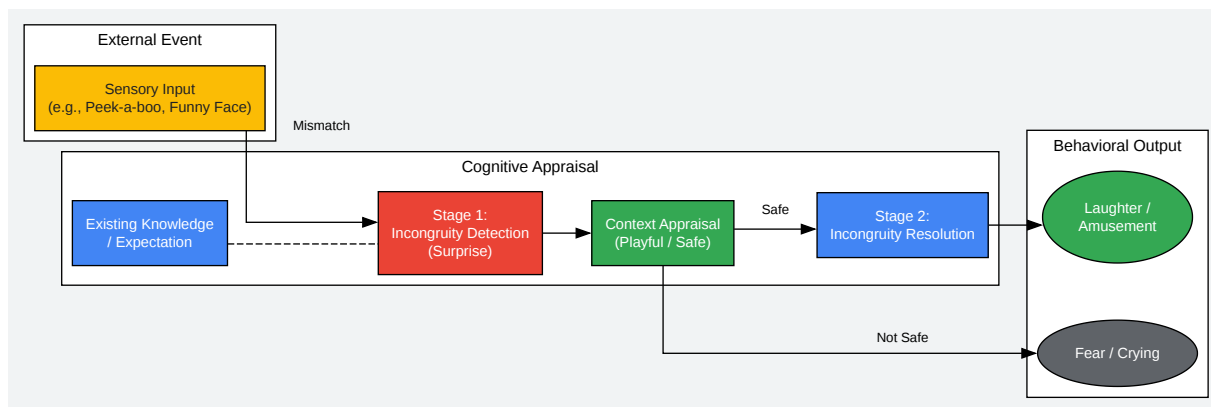 External Event
Sensory Input
(e.g., Peek-a-boo, Funny Face)
Mismatch
Cognitive Appraisal
Existing Knowledge
/ Expectation
Stage 1:
Incongruity Detection
(Surprise)
Context Appraisal
(Playful / Safe)
Safe
Stage 2:
Incongruity Resolution
Behavioral Output
Laughter /
Amusement
Not Safe
Fear / Crying